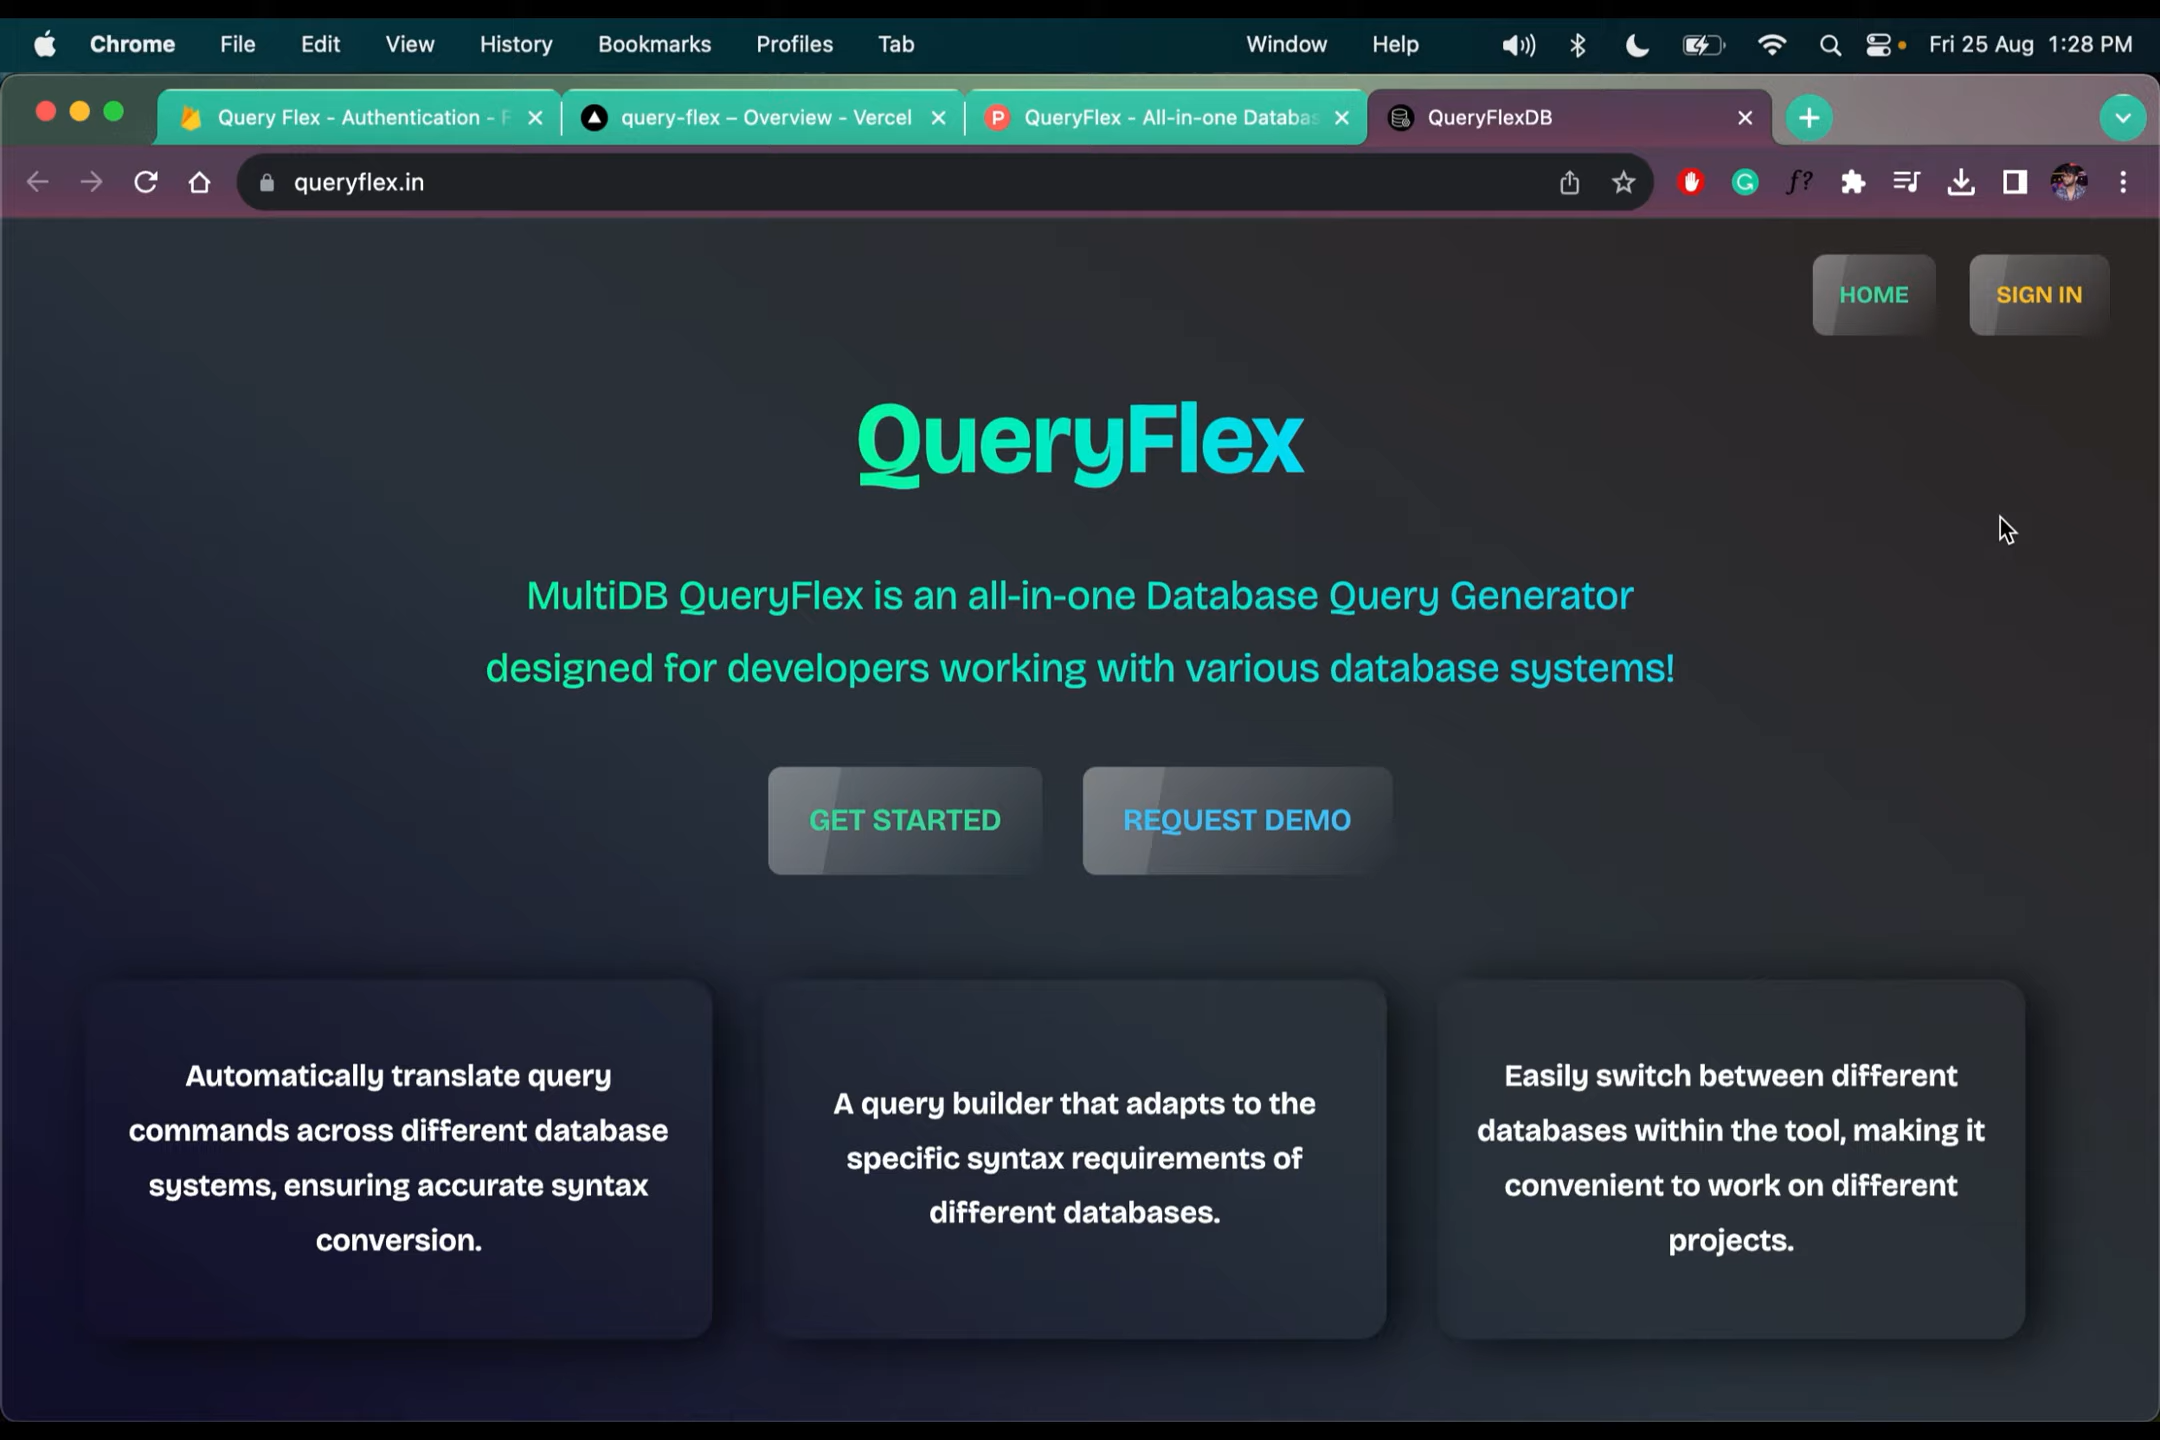 Chrome File Edit View History Bookmarks Profiles Tab Window Help Fri 25 Aug 1:28 PM
Query Flex - Authentication - F query-flex – Overview - Vercel QueryFlex - All-in-one Databas QueryFlexDB
queryflex.in
HOME SIGN IN
QueryFlex
MultiDB QueryFlex is an all-in-one Database Query Generator
designed for developers working with various database systems!
GET STARTED REQUEST DEMO
Automatically translate query
commands across different database
systems, ensuring accurate syntax
conversion.
A query builder that adapts to the
specific syntax requirements of
different databases.
Easily switch between different
databases within the tool, making it
convenient to work on different
projects.